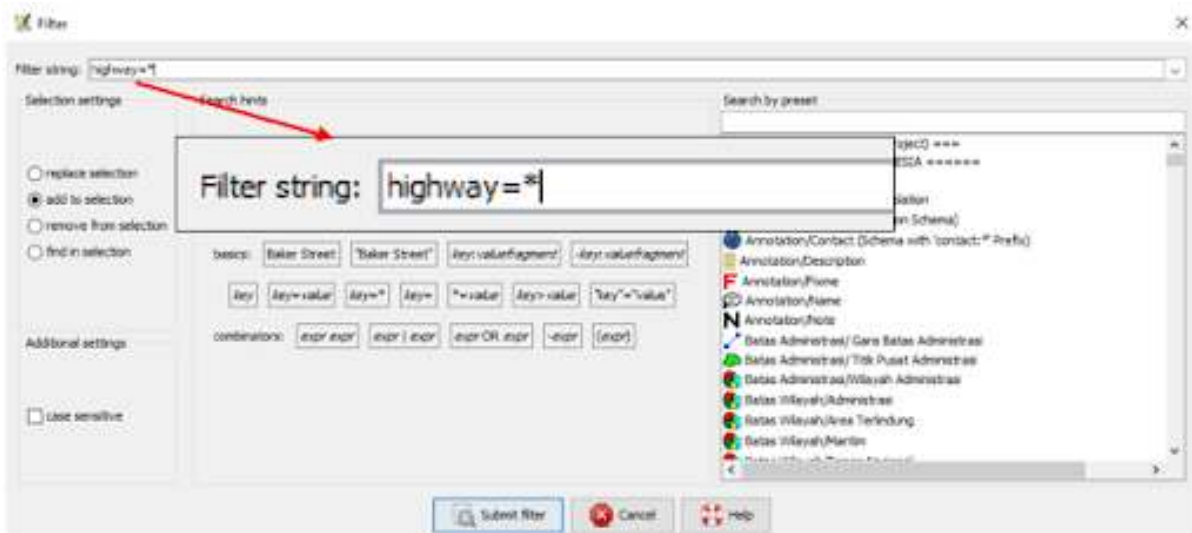 Filter
Filter string: highway=*
Selection settings
replace selection
add to selection
remove from selection
find in selection
Additional settings
case sensitive
Search hints
Filter string: highway=*
basics: Baker Street "Baker Street" key:valuefragment -key:valuefragment
key key=value key=* key= *=value key>value "key"="value"
combinators: expr expr expr | expr expr OR expr -expr (expr)
Search by preset
Annotation/Contact (Schema with 'contact:*' Prefix)
Annotation/Description
Annotation/Fixme
Annotation/Name
Annotation/Note
Batas Administrasi/ Garis Batas Administrasi
Batas Administrasi/ Titik Pusat Administrasi
Batas Administrasi/Wilayah Administrasi
Batas Wilayah/Administrasi
Batas Wilayah/Area Terlindung
Batas Wilayah/Maritim
Submit filter
Cancel
Help